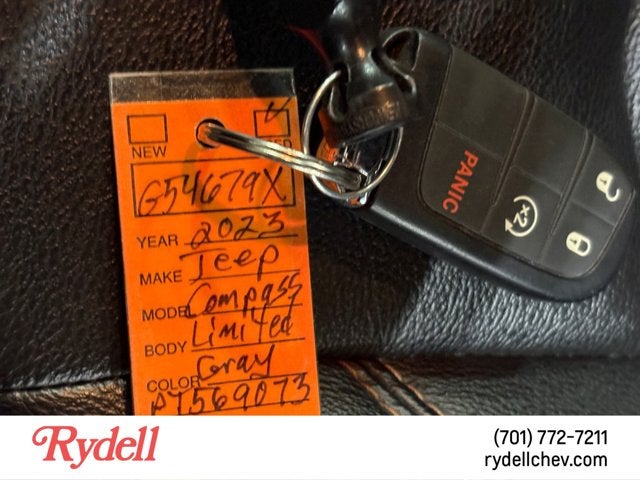 NEW
G54679X
YEAR 2023
MAKE Jeep
MODEL Compass
BODY Limited
COLOR Gray
PT569073
PANIC
x2
Rydell
(701) 772-7211
rydellchev.com